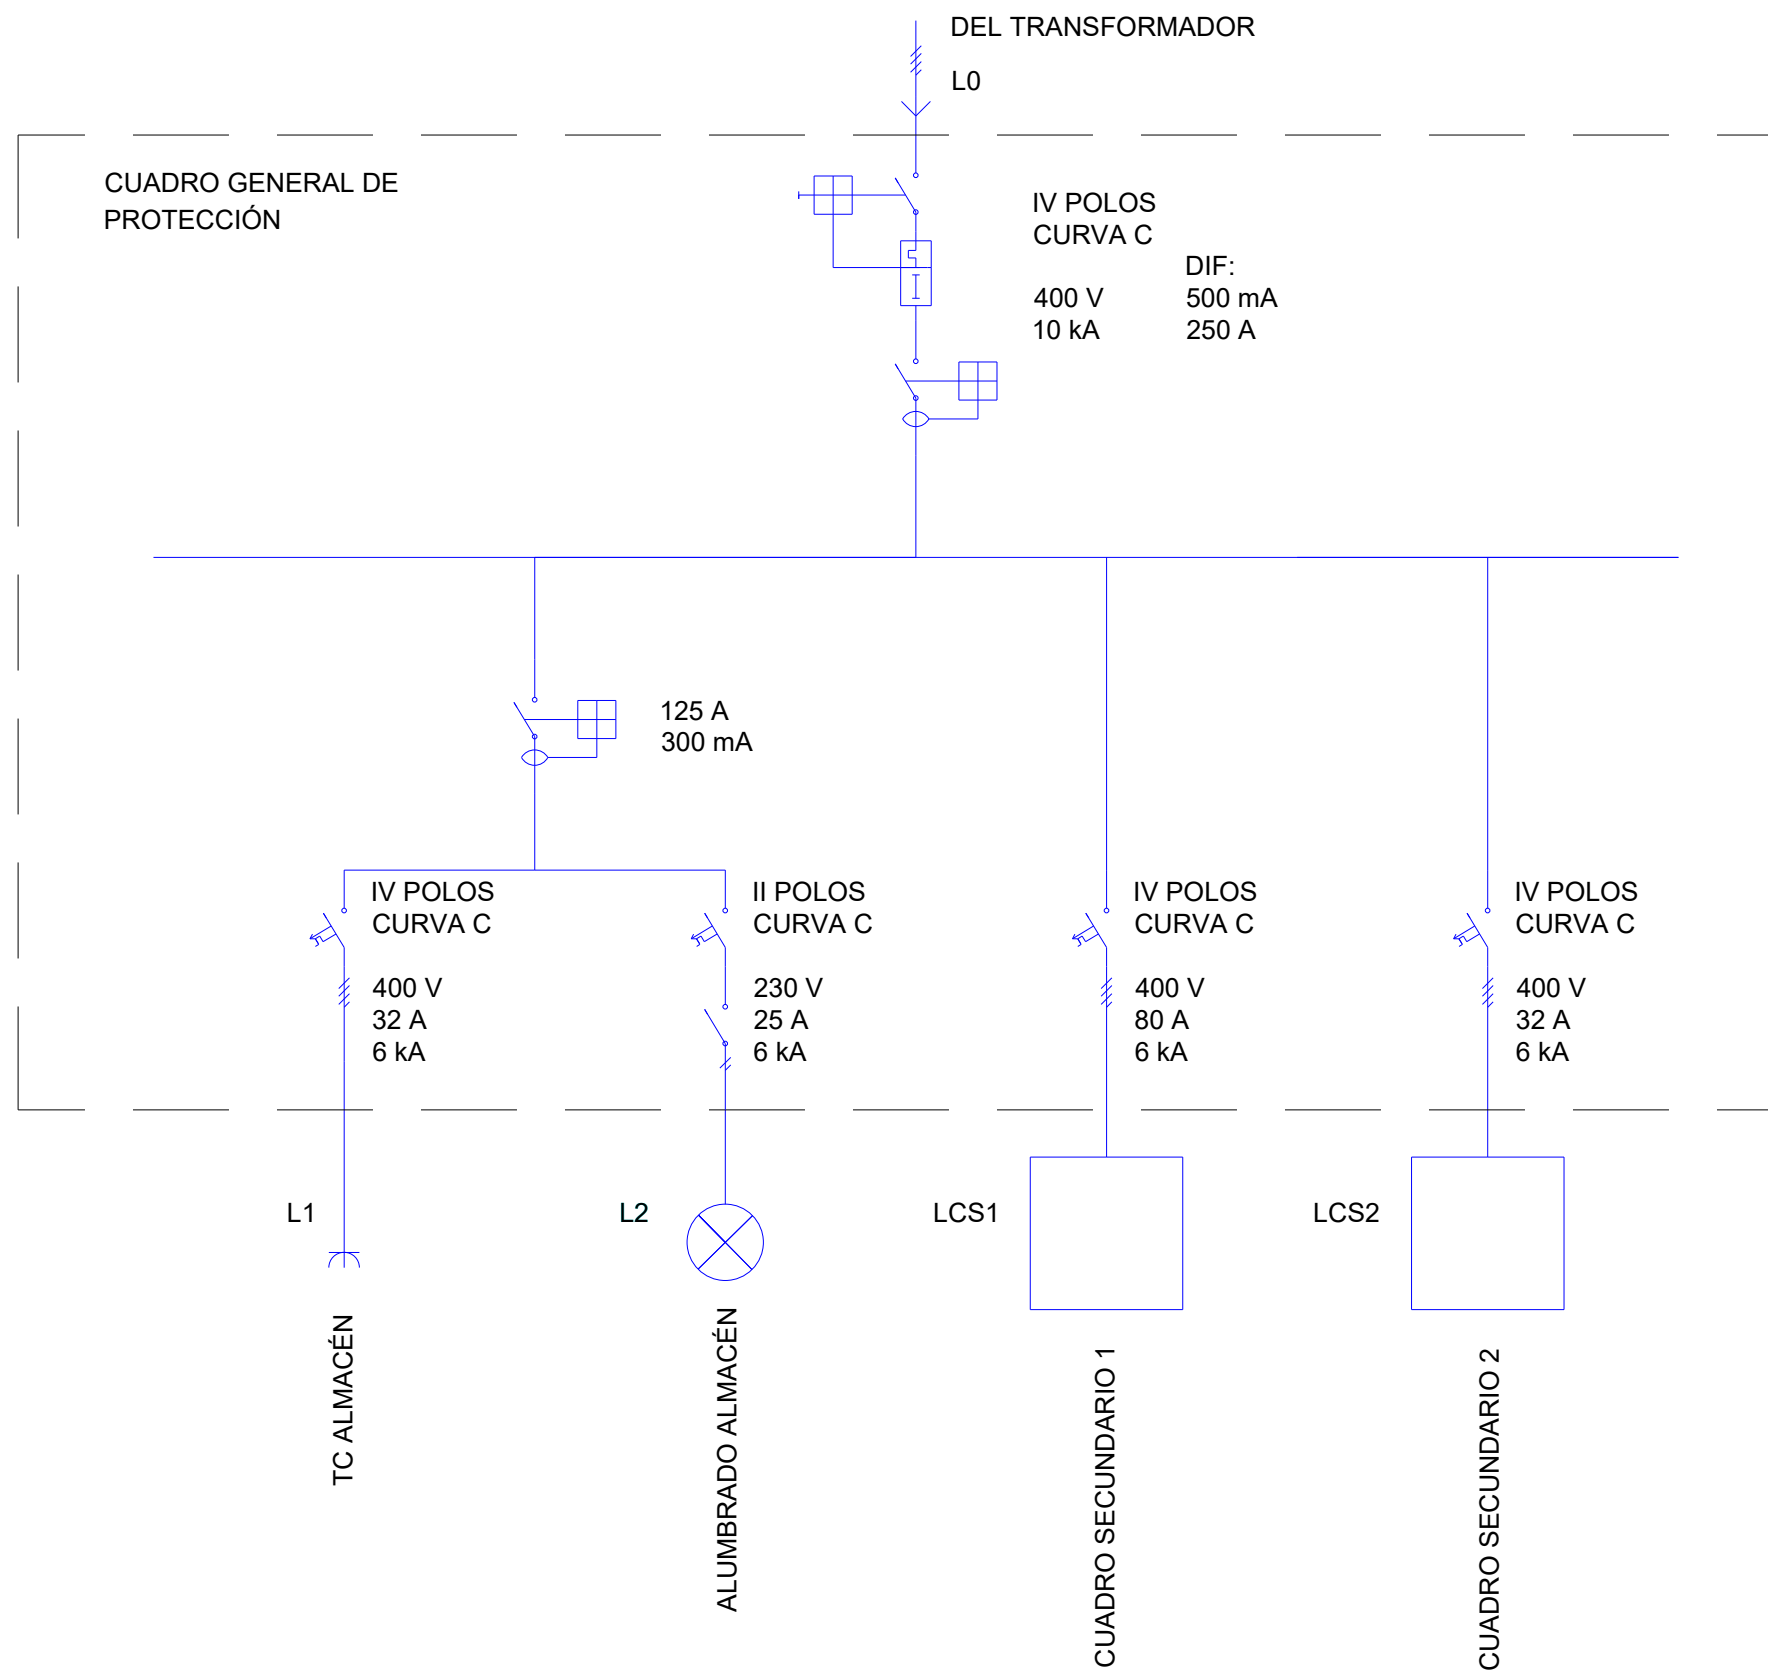 DEL TRANSFORMADOR
L0
CUADRO GENERAL DE
PROTECCIÓN
IV POLOS
CURVA C
400 V
10 kA
DIF:
500 mA
250 A
125 A
300 mA
IV POLOS
CURVA C
400 V
32 A
6 kA
II POLOS
CURVA C
230 V
25 A
6 kA
IV POLOS
CURVA C
400 V
80 A
6 kA
IV POLOS
CURVA C
400 V
32 A
6 kA
L1
L2
LCS1
LCS2
TC ALMACÉN
ALUMBRADO ALMACÉN
CUADRO SECUNDARIO 1
CUADRO SECUNDARIO 2